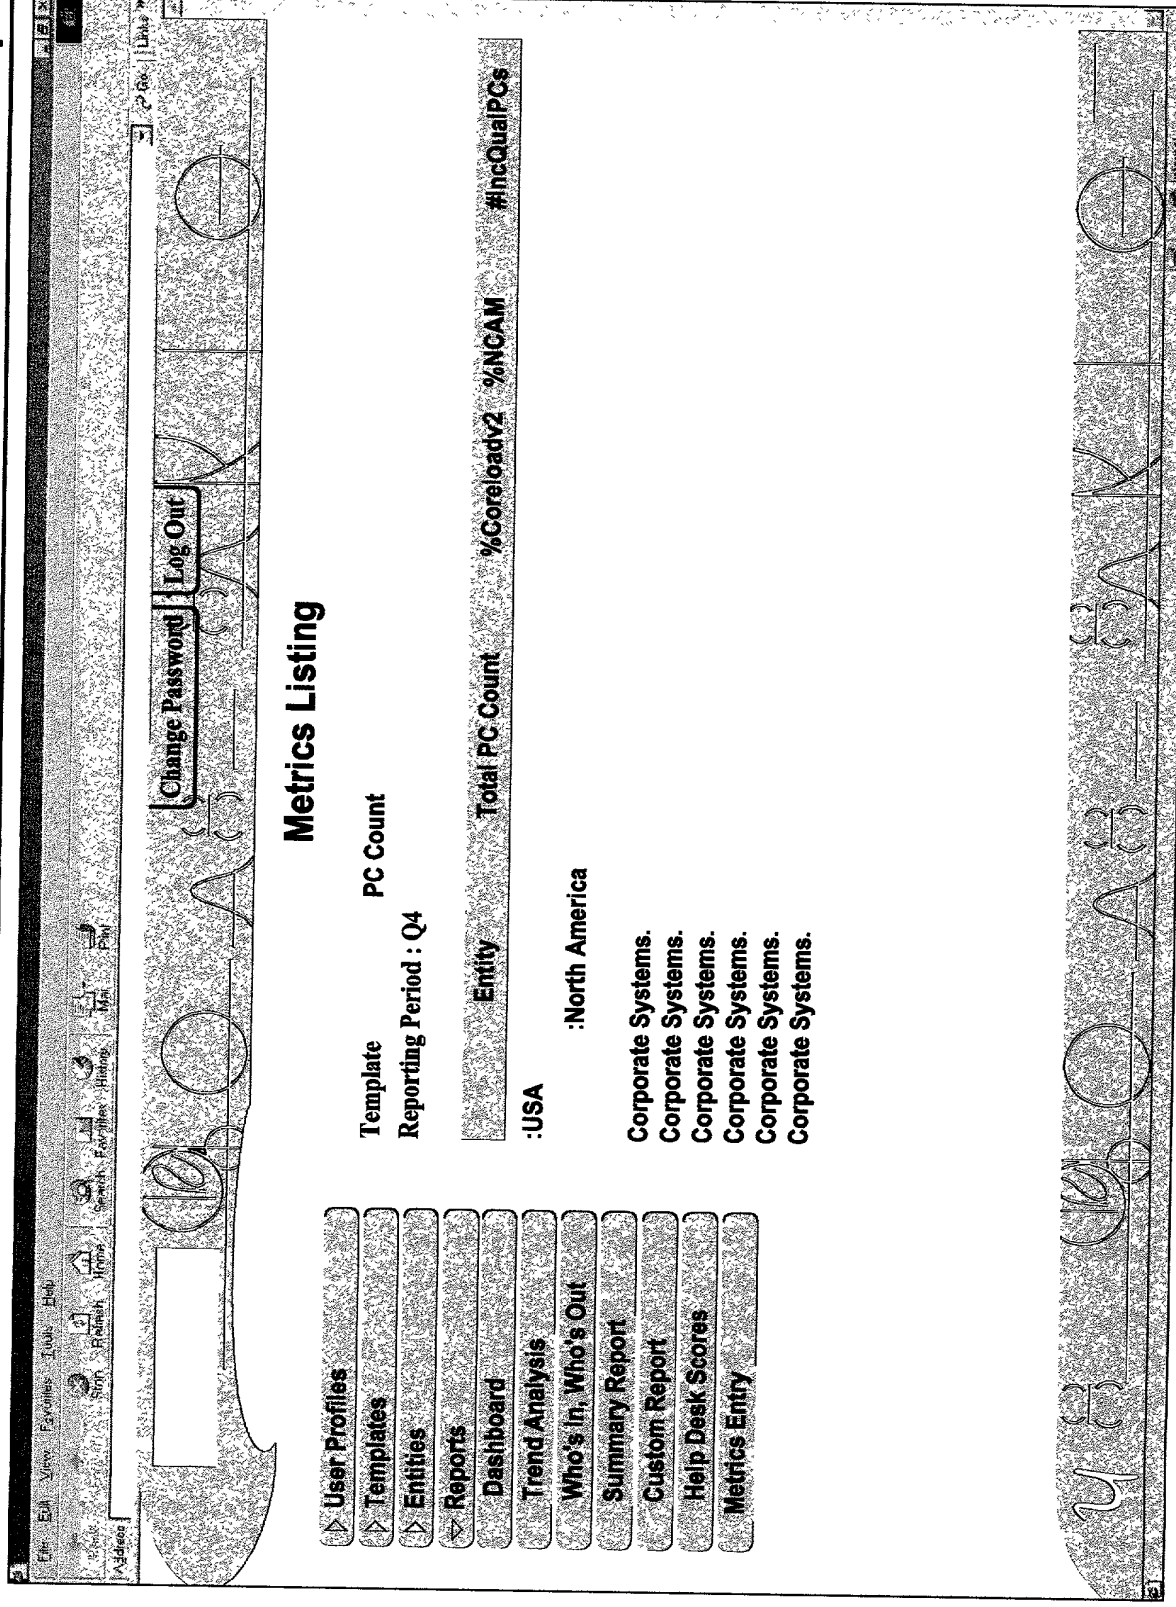 File Edit View Favorites Tools Help
Stop Refresh Home Search Favorites History Mail Print
Address Go Links »
Change Password Log Out
Metrics Listing
▷ User Profiles
▷ Templates
▷ Entities
▽ Reports
Dashboard
Trend Analysis
Who's In, Who's Out
Summary Report
Custom Report
Help Desk Scores
Metrics Entry
Template PC Count
Reporting Period : Q4
Entity Total PC Count %Coreloadv2 %NCAM #IncQualPCs
:USA
:North America
Corporate Systems.
Corporate Systems.
Corporate Systems.
Corporate Systems.
Corporate Systems.
Corporate Systems.